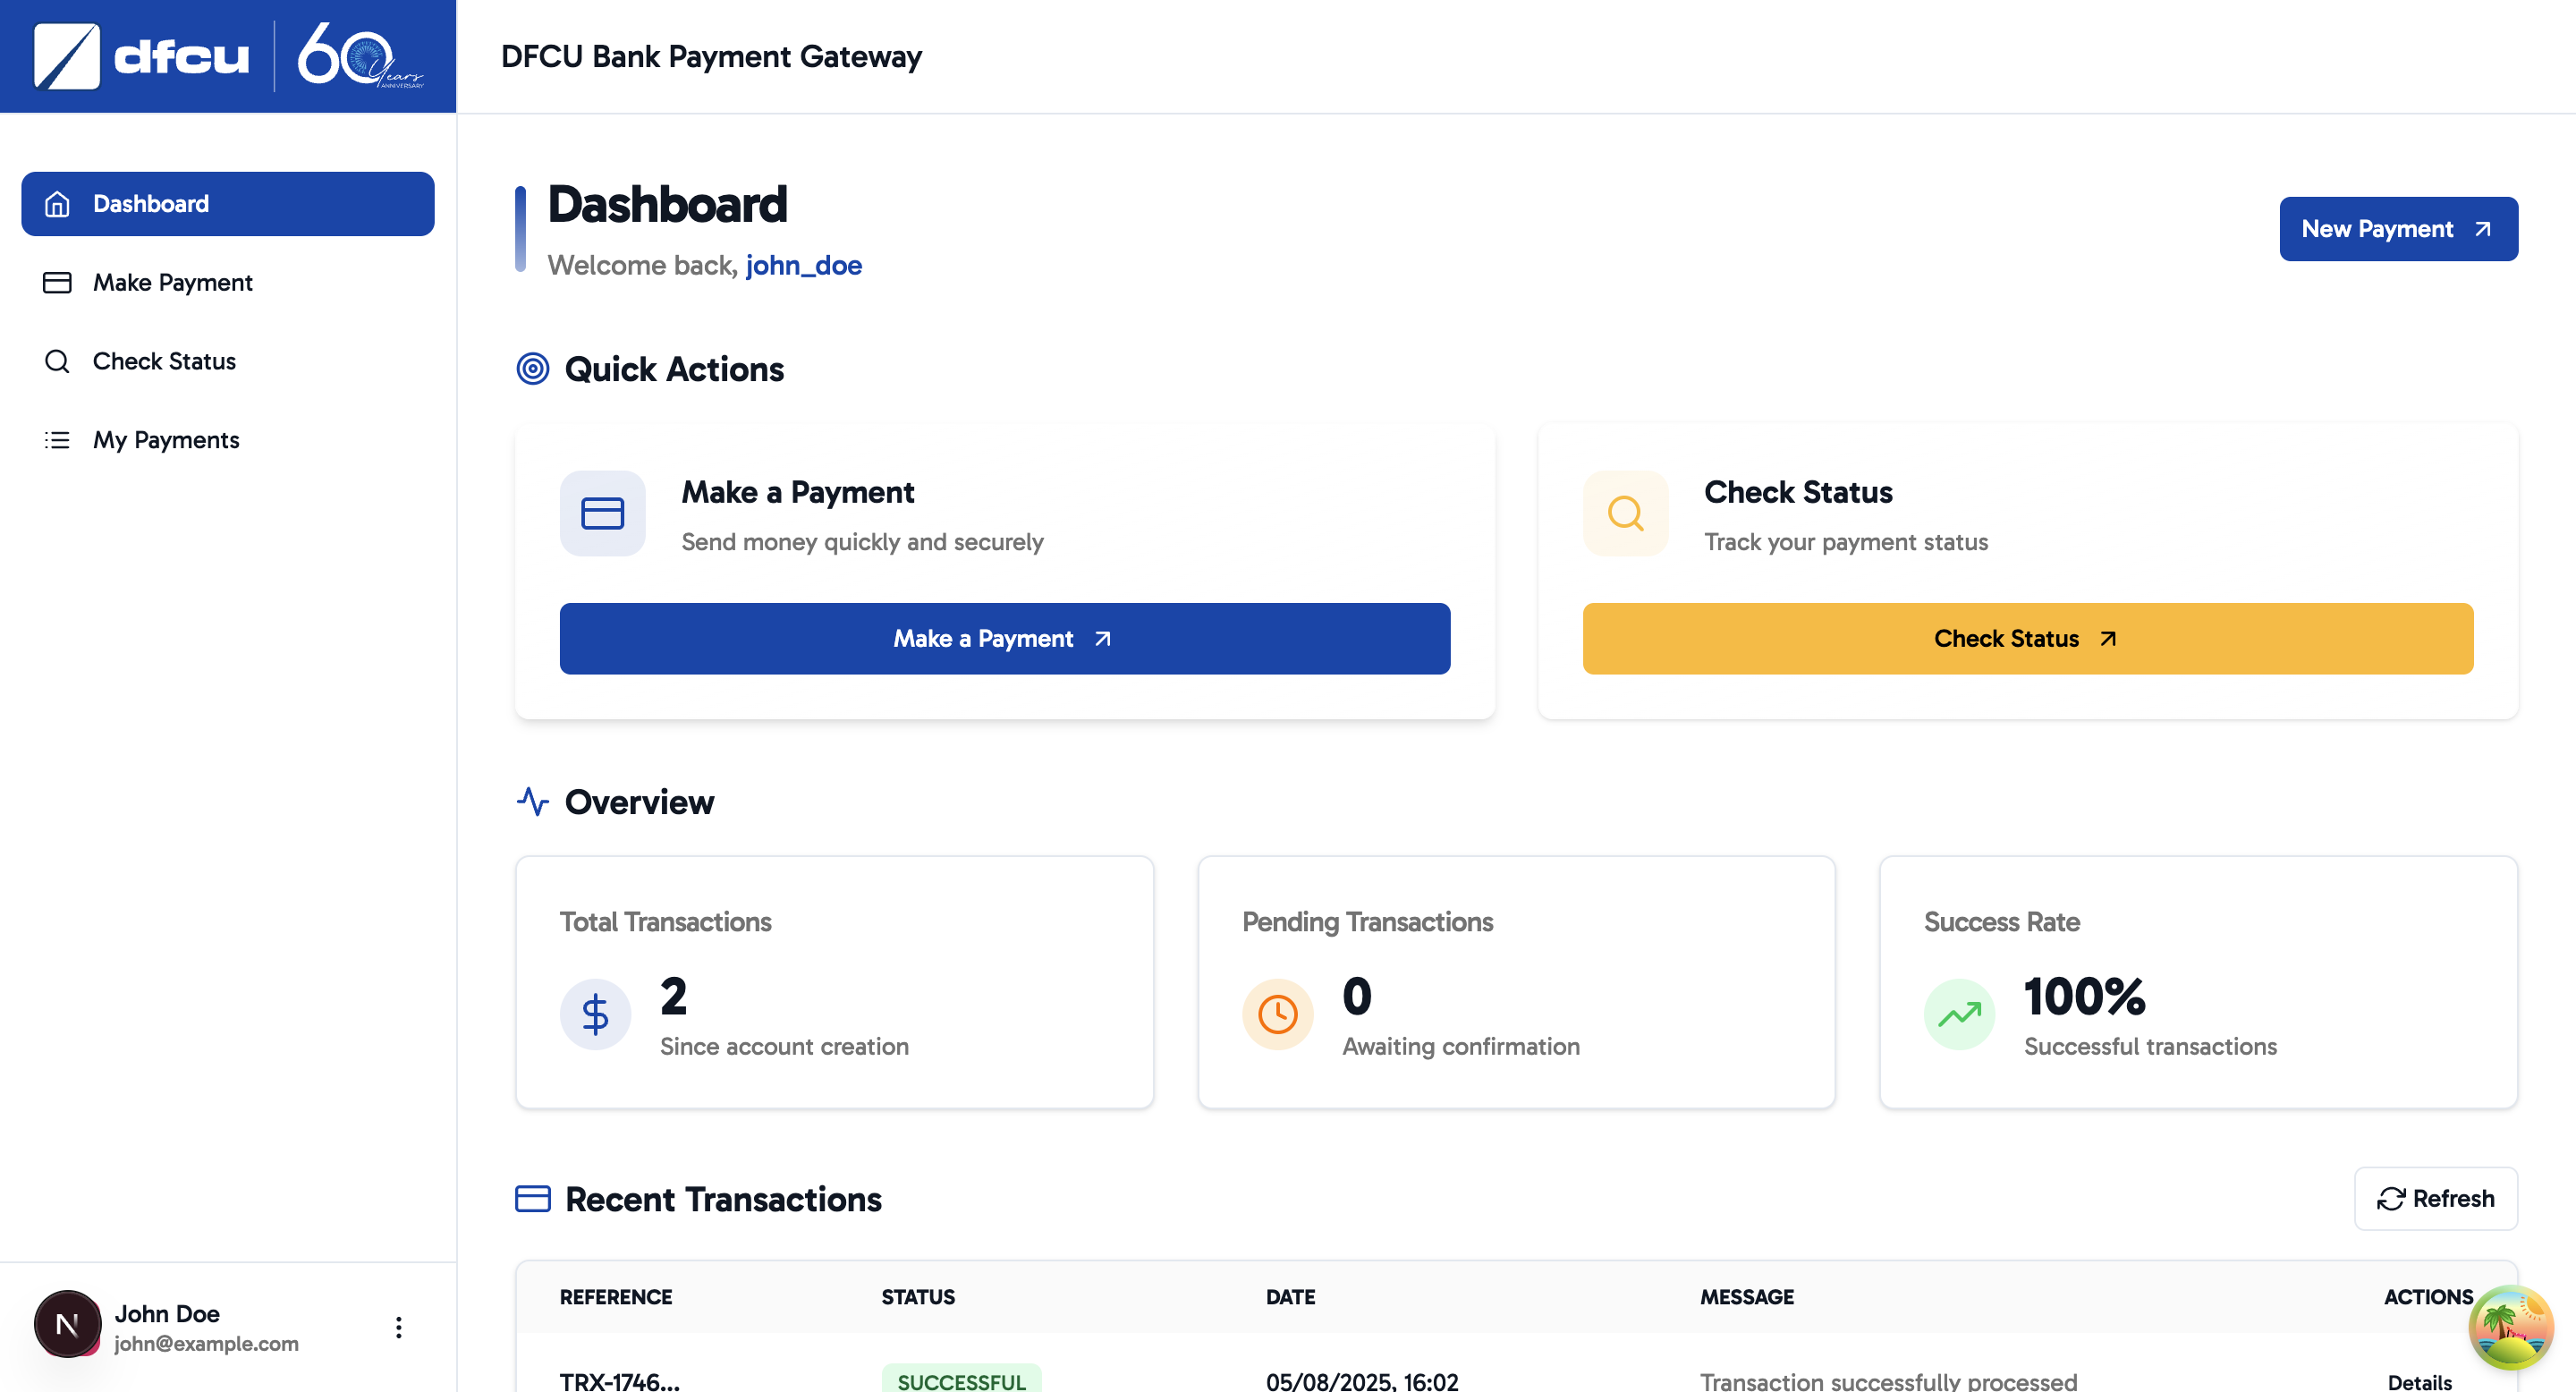 dfcu
60 Years
ANNIVERSARY
DFCU Bank Payment Gateway
Dashboard
Make Payment
Check Status
My Payments
N
John Doe
john@example.com
Dashboard
Welcome back, john_doe
New Payment
Quick Actions
Make a Payment
Send money quickly and securely
Make a Payment
Check Status
Track your payment status
Check Status
Overview
Total Transactions
2
Since account creation
Pending Transactions
0
Awaiting confirmation
Success Rate
100%
Successful transactions
Recent Transactions
Refresh
REFERENCE STATUS DATE MESSAGE ACTIONS
TRX-1746... SUCCESSFUL 05/08/2025, 16:02 Transaction successfully processed Details